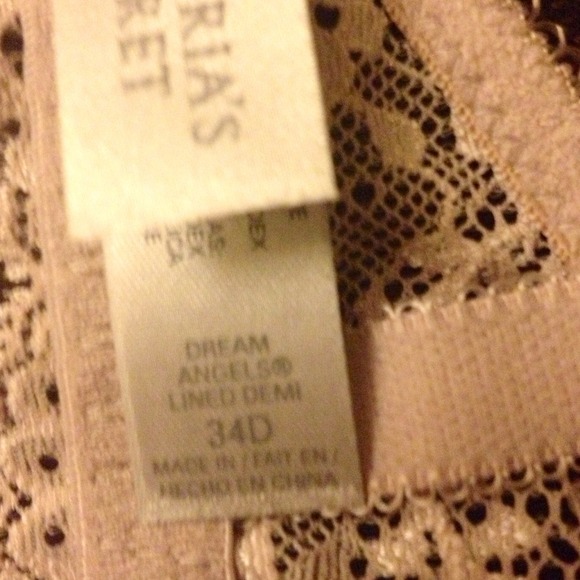 RIA'S
RET
DREAM
ANGELS®
LINED DEMI
34D
MADE IN / FAIT EN /
HECHO EN CHINA